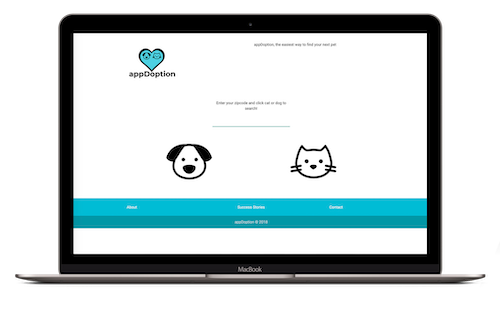 appDoption, the easiest way to find your next pet
appDoption
Enter your zipcode and click cat or dog to
search!
About
Success Stories
Contact
appDoption © 2018
MacBook